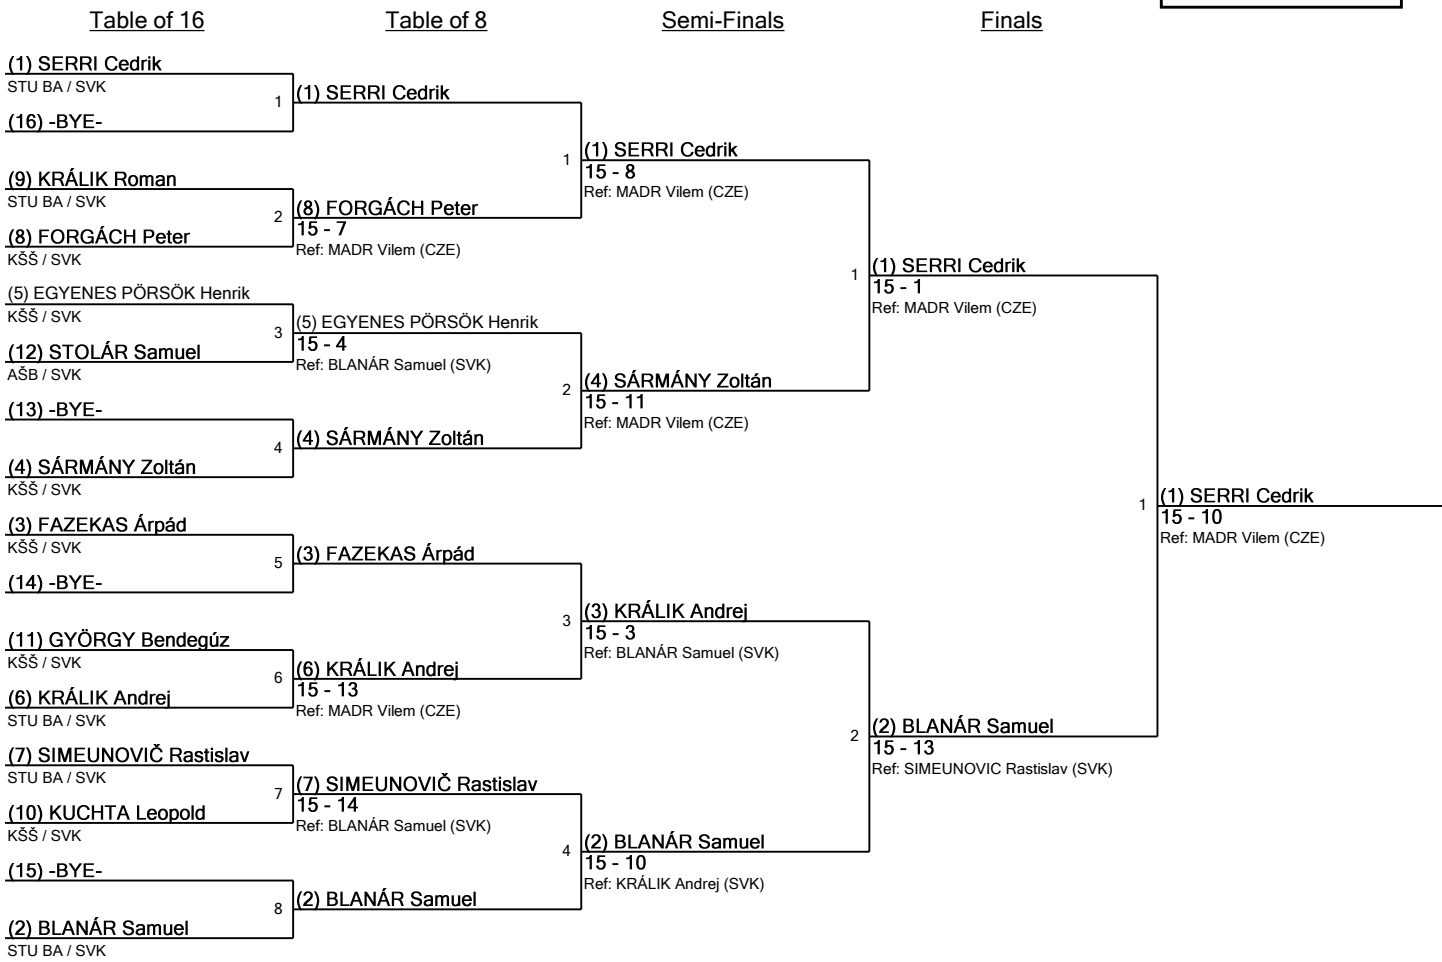 Table of 16
Table of 8
Semi-Finals
Finals
(1) SERRI Cedrik
STU BA / SVK
(16) -BYE-
(9) KRÁLIK Roman
STU BA / SVK
(8) FORGÁCH Peter
KŠŠ / SVK
(5) EGYENES PÖRSÖK Henrik
KŠŠ / SVK
(12) STOLÁR Samuel
AŠB / SVK
(13) -BYE-
(4) SÁRMÁNY Zoltán
KŠŠ / SVK
(3) FAZEKAS Árpád
KŠŠ / SVK
(14) -BYE-
(11) GYÖRGY Bendegúz
KŠŠ / SVK
(6) KRÁLIK Andrej
STU BA / SVK
(7) SIMEUNOVIČ Rastislav
STU BA / SVK
(10) KUCHTA Leopold
KŠŠ / SVK
(15) -BYE-
(2) BLANÁR Samuel
STU BA / SVK
1
(1) SERRI Cedrik
2
(8) FORGÁCH Peter
15 - 7
Ref: MADR Vilem (CZE)
3
(5) EGYENES PÖRSÖK Henrik
15 - 4
Ref: BLANÁR Samuel (SVK)
4
(4) SÁRMÁNY Zoltán
5
(3) FAZEKAS Árpád
6
(6) KRÁLIK Andrej
15 - 13
Ref: MADR Vilem (CZE)
7
(7) SIMEUNOVIČ Rastislav
15 - 14
Ref: BLANÁR Samuel (SVK)
8
(2) BLANÁR Samuel
1
(1) SERRI Cedrik
15 - 8
Ref: MADR Vilem (CZE)
2
(4) SÁRMÁNY Zoltán
15 - 11
Ref: MADR Vilem (CZE)
3
(3) KRÁLIK Andrej
15 - 3
Ref: BLANÁR Samuel (SVK)
4
(2) BLANÁR Samuel
15 - 10
Ref: KRÁLIK Andrej (SVK)
1
(1) SERRI Cedrik
15 - 1
Ref: MADR Vilem (CZE)
2
(2) BLANÁR Samuel
15 - 13
Ref: SIMEUNOVIC Rastislav (SVK)
1
(1) SERRI Cedrik
15 - 10
Ref: MADR Vilem (CZE)